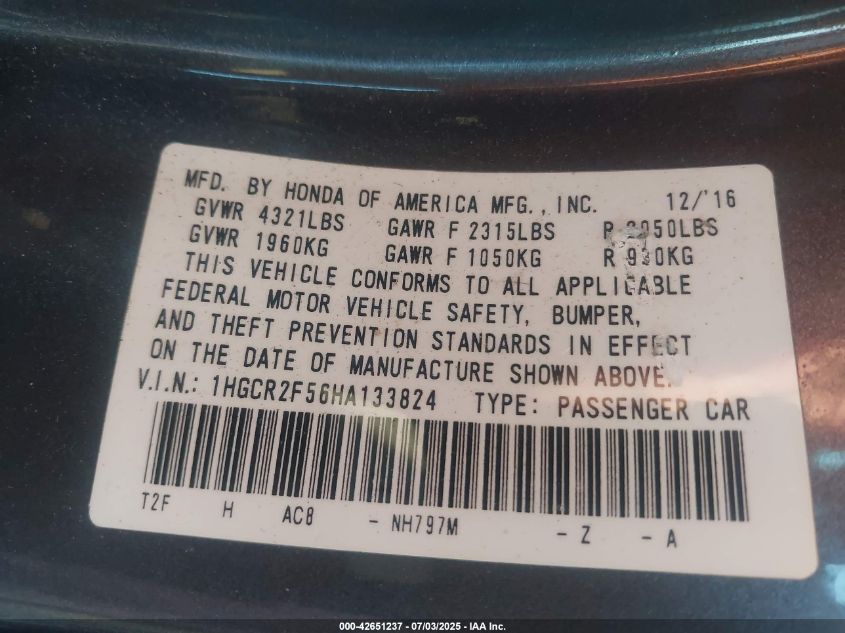 MFD. BY HONDA OF AMERICA MFG., INC. 12/'16
GVWR 4321LBS GAWR F 2315LBS R 2050LBS
GVWR 1960KG GAWR F 1050KG R 930KG
THIS VEHICLE CONFORMS TO ALL APPLICABLE
FEDERAL MOTOR VEHICLE SAFETY, BUMPER,
AND THEFT PREVENTION STANDARDS IN EFFECT
ON THE DATE OF MANUFACTURE SHOWN ABOVE.
V.I.N.: 1HGCR2F56HA133824 TYPE: PASSENGER CAR
T2F H AC8 - NH797M - Z - A
000-42651237 - 07/03/2025 - IAA Inc.